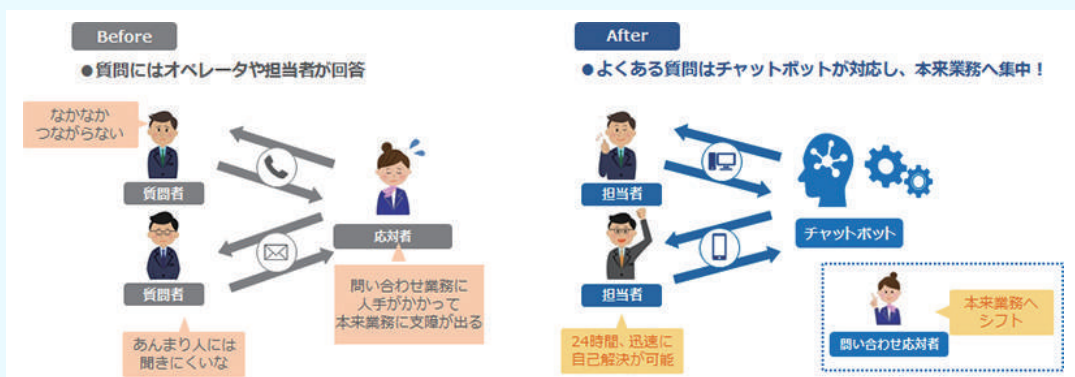 Before
●質問にはオペレータや担当者が回答
なかなか
つながらない
質問者
質問者
応対者
問い合わせ業務に
人手がかかって
本来業務に支障が出る
あんまり人には
聞きにくいな
After
●よくある質問はチャットボットが対応し、本来業務へ集中！
担当者
担当者
チャットボット
24時間、迅速に
自己解決が可能
本来業務へ
シフト
問い合わせ応対者